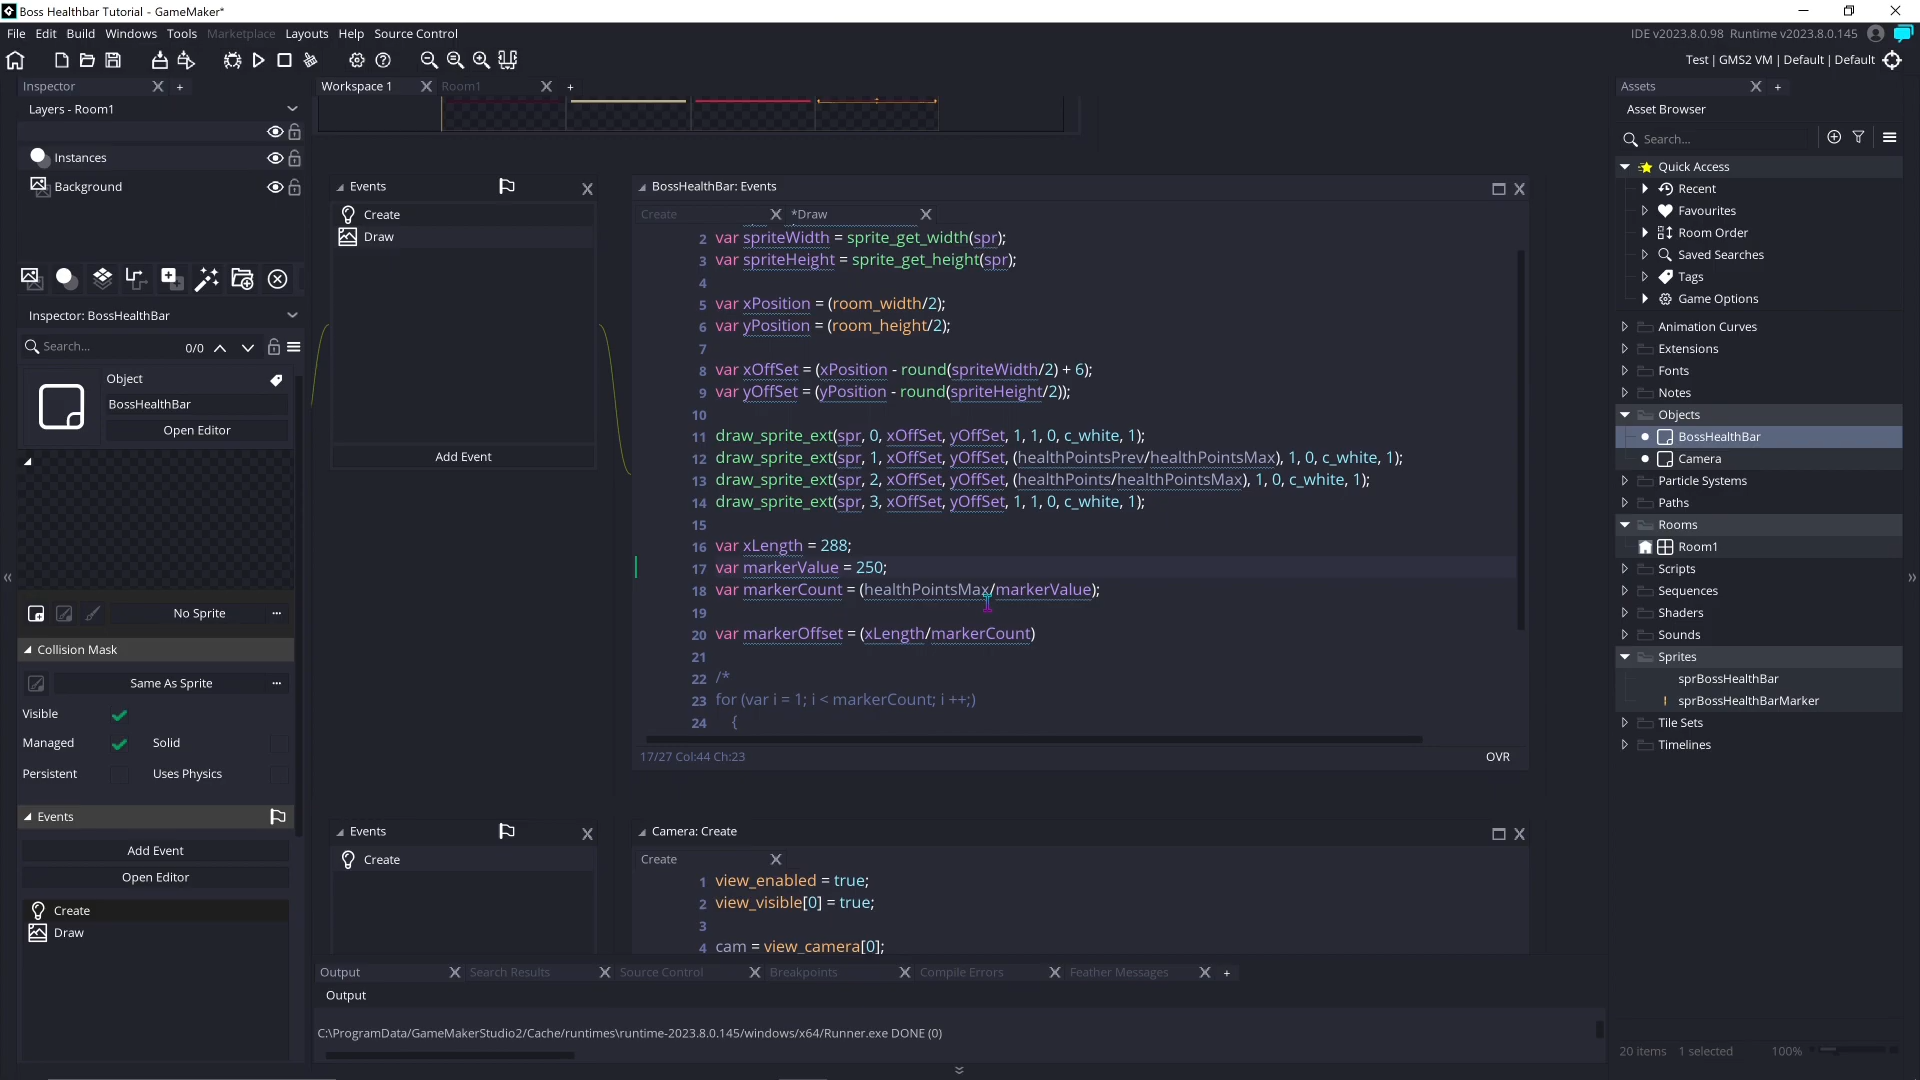 Boss Healthbar Tutorial - GameMaker*
File Edit Build Windows Tools Marketplace Layouts Help Source Control
IDE v2023.8.0.98 Runtime v2023.8.0.145
Test | GMS2 VM | Default | Default
Inspector
Layers - Room1
Instances
Background
Inspector: BossHealthBar
Search...
0/0
Object
BossHealthBar
Open Editor
No Sprite
Collision Mask
Same As Sprite
Visible
Managed
Solid
Persistent
Uses Physics
Events
Add Event
Open Editor
Create
Draw
Workspace 1
Room1
Events
Create
Draw
Add Event
BossHealthBar: Events
Create
*Draw
2 var spriteWidth = sprite_get_width(spr);
3 var spriteHeight = sprite_get_height(spr);
4
5 var xPosition = (room_width/2);
6 var yPosition = (room_height/2);
7
8 var xOffSet = (xPosition - round(spriteWidth/2) + 6);
9 var yOffSet = (yPosition - round(spriteHeight/2));
10
11 draw_sprite_ext(spr, 0, xOffSet, yOffSet, 1, 1, 0, c_white, 1);
12 draw_sprite_ext(spr, 1, xOffSet, yOffSet, (healthPointsPrev/healthPointsMax), 1, 0, c_white, 1);
13 draw_sprite_ext(spr, 2, xOffSet, yOffSet, (healthPoints/healthPointsMax), 1, 0, c_white, 1);
14 draw_sprite_ext(spr, 3, xOffSet, yOffSet, 1, 1, 0, c_white, 1);
15
16 var xLength = 288;
17 var markerValue = 250;
18 var markerCount = (healthPointsMax/markerValue);
19
20 var markerOffset = (xLength/markerCount)
21
22 /*
23 for (var i = 1; i < markerCount; i ++;)
24 {
17/27 Col:44 Ch:23
OVR
Events
Create
Camera: Create
Create
1 view_enabled = true;
2 view_visible[0] = true;
3
4 cam = view_camera[0];
Output
Search Results
Source Control
Breakpoints
Compile Errors
Feather Messages
Output
C:\ProgramData/GameMakerStudio2/Cache/runtimes\runtime-2023.8.0.145/windows/x64/Runner.exe DONE (0)
Assets
Asset Browser
Search...
Quick Access
Recent
Favourites
Room Order
Saved Searches
Tags
Game Options
Animation Curves
Extensions
Fonts
Notes
Objects
BossHealthBar
Camera
Particle Systems
Paths
Rooms
Room1
Scripts
Sequences
Shaders
Sounds
Sprites
sprBossHealthBar
sprBossHealthBarMarker
Tile Sets
Timelines
20 items 1 selected 100%